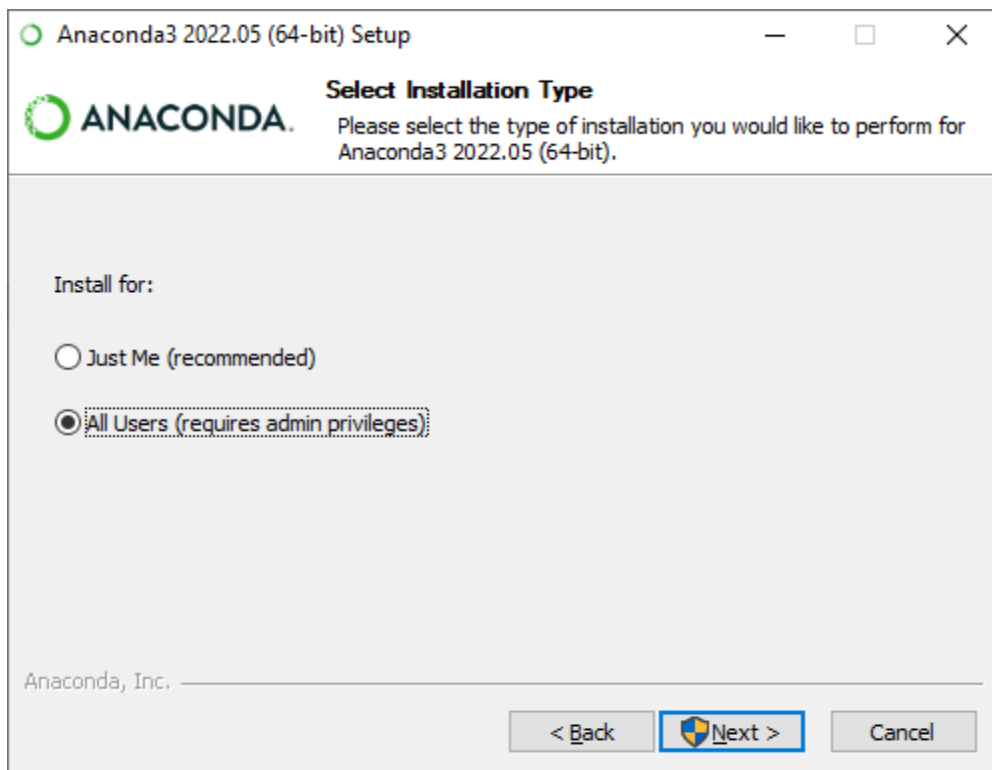 Anaconda3 2022.05 (64-bit) Setup
ANACONDA.
Select Installation Type
Please select the type of installation you would like to perform for
Anaconda3 2022.05 (64-bit).
Install for:
Just Me (recommended)
All Users (requires admin privileges)
Anaconda, Inc.
< Back
Next >
Cancel